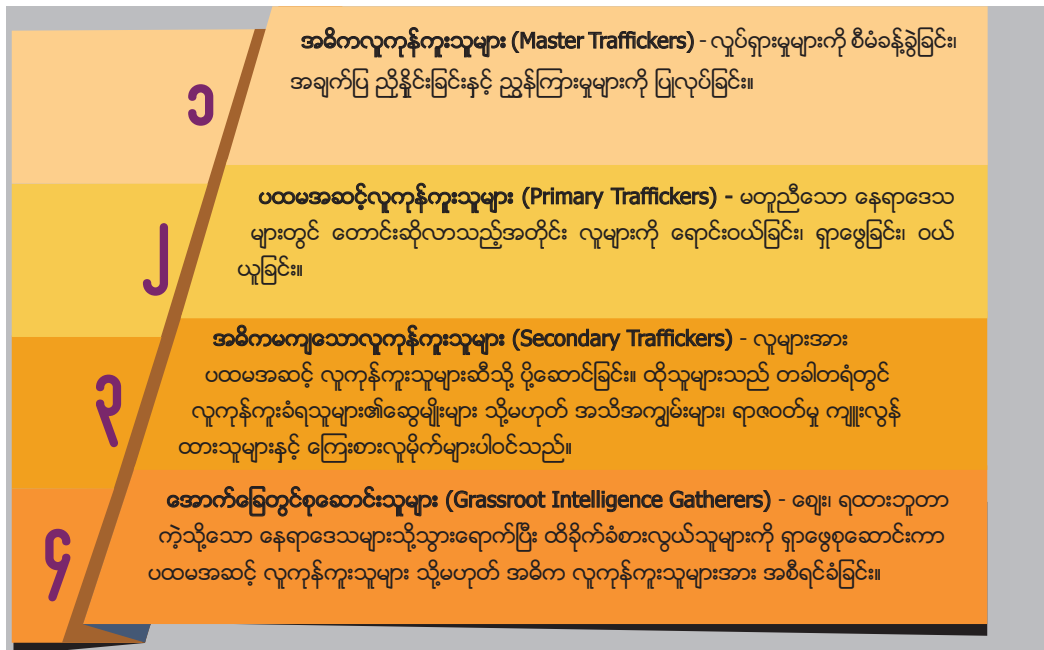 ၁
အဓိကလူကုန်ကူးသူများ (Master Traffickers) - လှုပ်ရှားမှုများကို စီမံခန့်ခွဲခြင်း၊
အချက်ပြ ညှိနှိုင်းခြင်းနှင့် ညွှန်ကြားမှုများကို ပြုလုပ်ခြင်း။
၂
ပထမအဆင့်လူကုန်ကူးသူများ (Primary Traffickers) - မတူညီသော နေရာဒေသ
များတွင် တောင်းဆိုလာသည့်အတိုင်း လူများကို ရောင်းဝယ်ခြင်း၊ ရှာဖွေခြင်း၊ ဝယ်
ယူခြင်း။
၃
အဓိကမကျသောလူကုန်ကူးသူများ (Secondary Traffickers) - လူများအား
ပထမအဆင့် လူကုန်ကူးသူများဆီသို့ ပို့ဆောင်ခြင်း။ ထိုသူများသည် တခါတရံတွင်
လူကုန်ကူးခံရသူများ၏ဆွေမျိုးများ သို့မဟုတ် အသိအကျွမ်းများ၊ ရာဇဝတ်မှု ကျူးလွန်
ထားသူများနှင့် ကြေးစားလူမိုက်များပါဝင်သည်။
၄
အောက်ခြေတွင်စုဆောင်းသူများ (Grassroot Intelligence Gatherers) - စျေး၊ ရထားဘူတာ
ကဲ့သို့သော နေရာဒေသများသို့သွားရောက်ပြီး ထိခိုက်ခံစားလွယ်သူများကို ရှာဖွေစုဆောင်းကာ
ပထမအဆင့် လူကုန်ကူးသူများ သို့မဟုတ် အဓိက လူကုန်ကူးသူများအား အစီရင်ခံခြင်း။